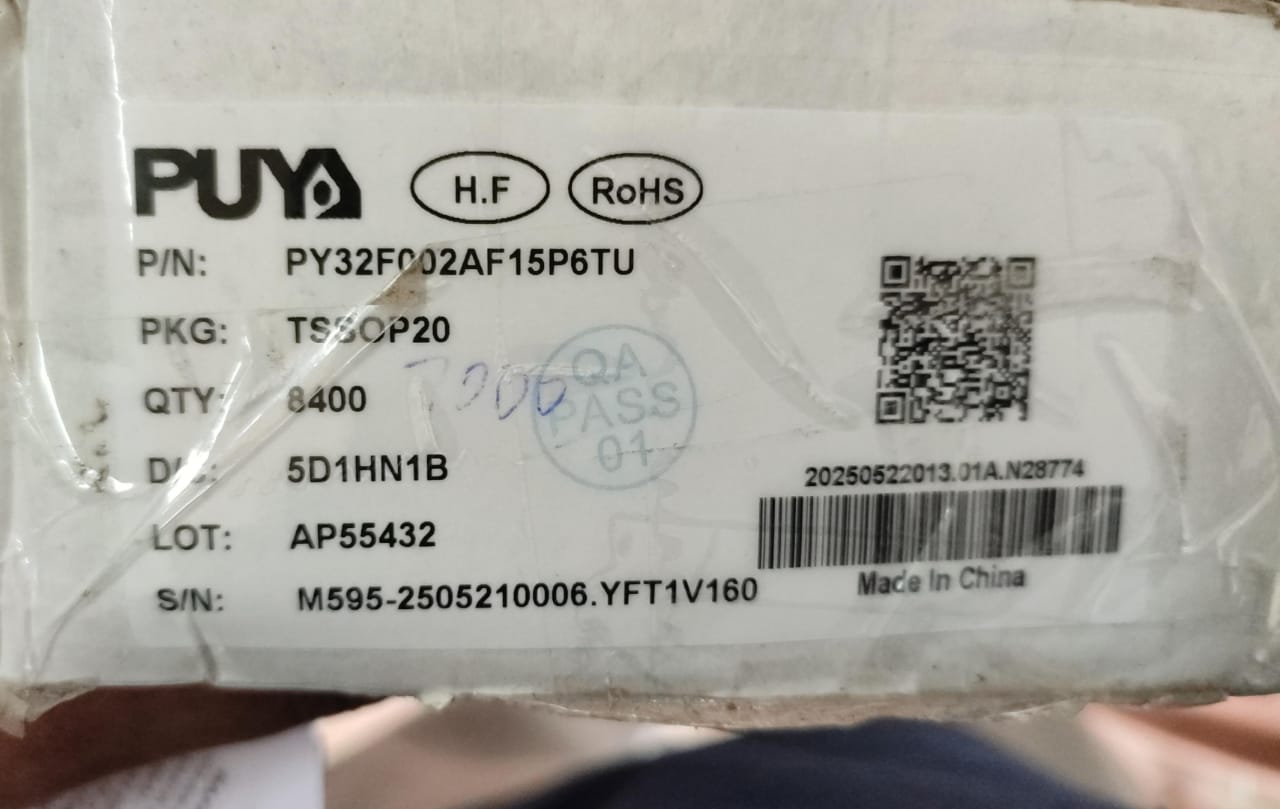 PUYA H.F RoHS
P/N: PY32F002AF15P6TU
PKG: TSSOP20
QTY: 8400
QA PASS 01
D/C: 5D1HN1B
20250522013.01A.N28774
LOT: AP55432
Made In China
S/N: M595-2505210006.YFT1V160